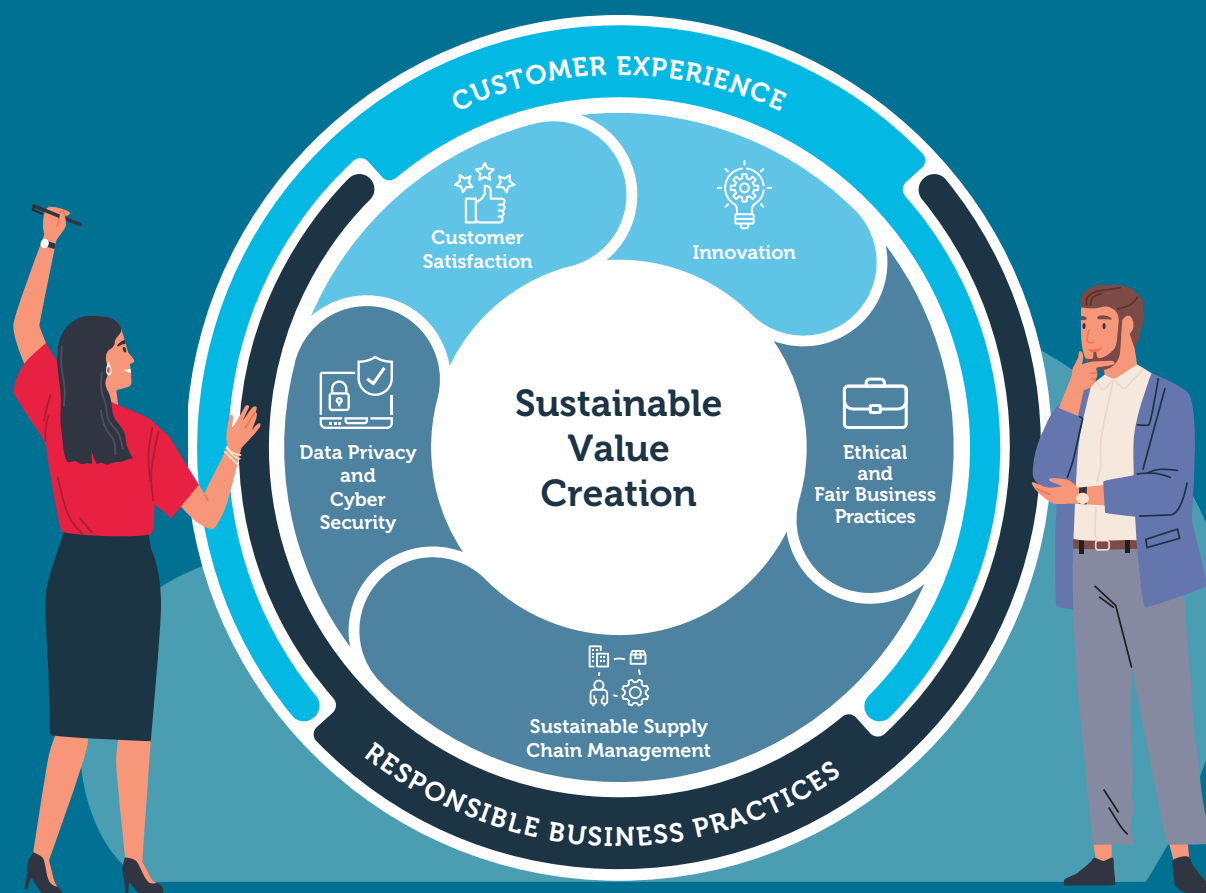 CUSTOMER EXPERIENCE
Customer
Satisfaction
Innovation
Data Privacy
and
Cyber
Security
Sustainable
Value
Creation
Ethical
and
Fair Business
Practices
Sustainable Supply
Chain Management
RESPONSIBLE BUSINESS PRACTICES